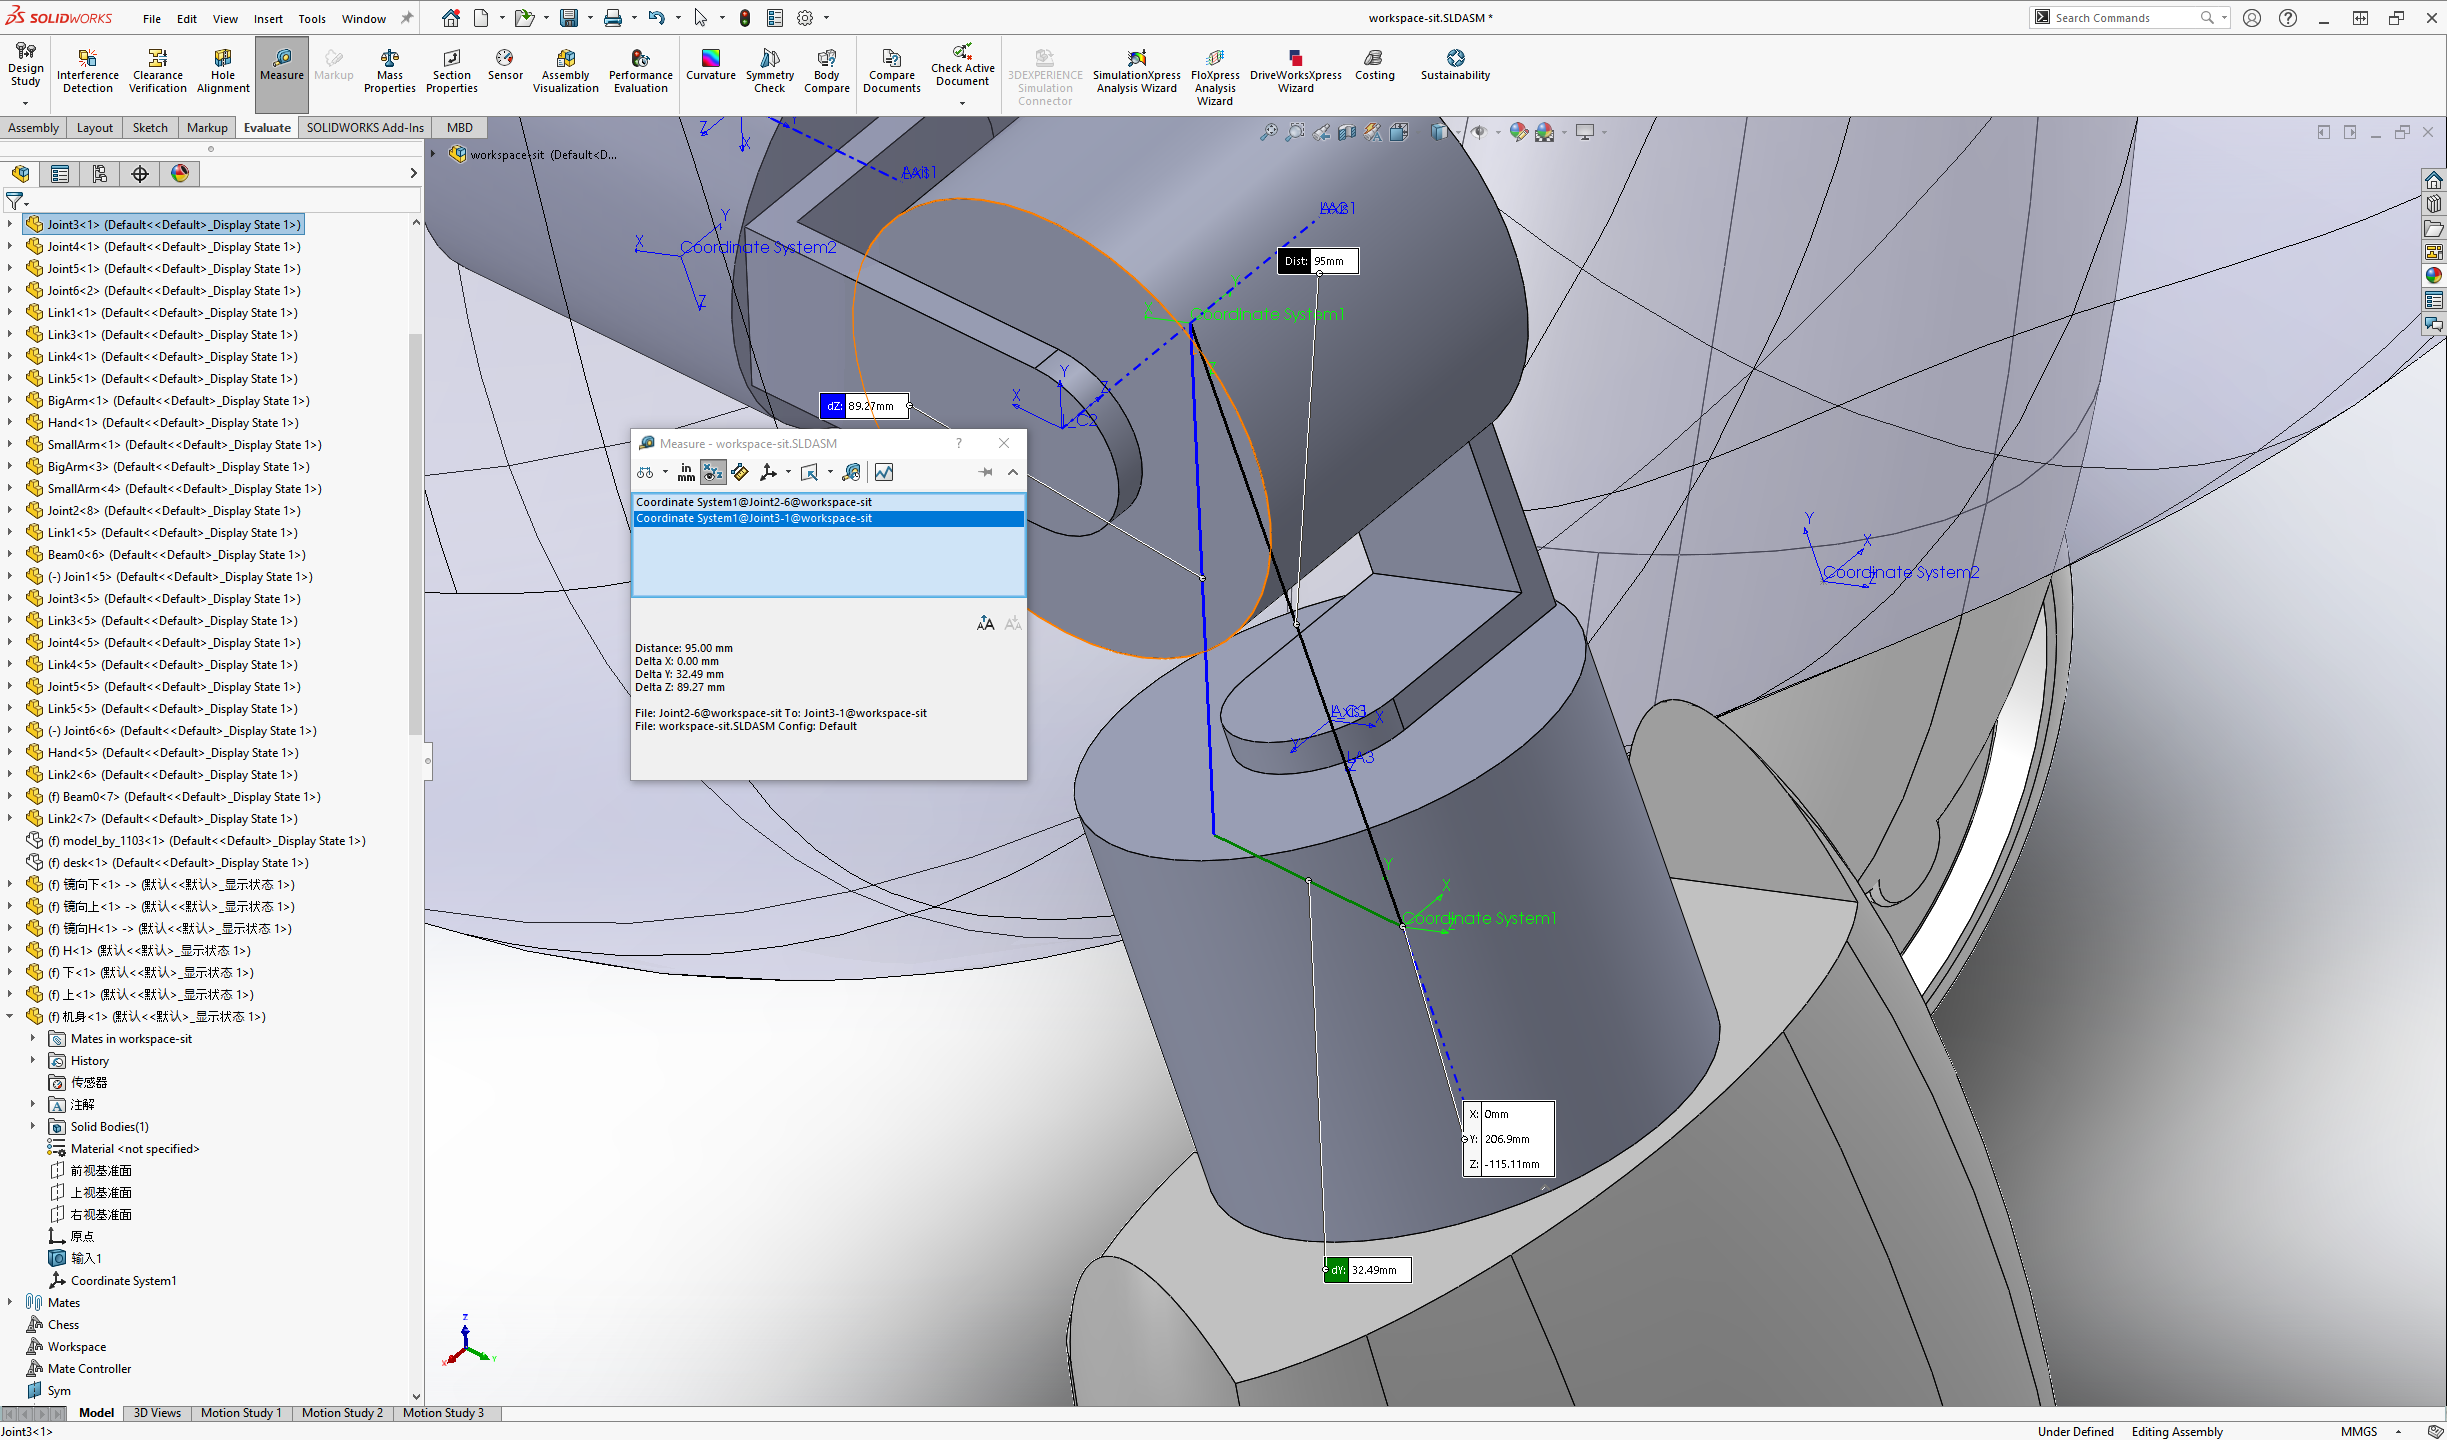 SOLIDWORKS File Edit View Insert Tools Window workspace-sit.SLDASM * Search Commands
Design Study
Interference Detection
Clearance Verification
Hole Alignment
Measure
Markup
Mass Properties
Section Properties
Sensor
Assembly Visualization
Performance Evaluation
Curvature
Symmetry Check
Body Compare
Compare Documents
Check Active Document
3DEXPERIENCE Simulation Connector
SimulationXpress Analysis Wizard
FloXpress Analysis Wizard
DriveWorksXpress Wizard
Costing
Sustainability
Assembly Layout Sketch Markup Evaluate SOLIDWORKS Add-Ins MBD
workspace-sit (Default<D...
Joint3<1> (Default<<Default>_Display State 1>)
Joint4<1> (Default<<Default>_Display State 1>)
Joint5<1> (Default<<Default>_Display State 1>)
Joint6<2> (Default<<Default>_Display State 1>)
Link1<1> (Default<<Default>_Display State 1>)
Link3<1> (Default<<Default>_Display State 1>)
Link4<1> (Default<<Default>_Display State 1>)
Link5<1> (Default<<Default>_Display State 1>)
BigArm<1> (Default<<Default>_Display State 1>)
Hand<1> (Default<<Default>_Display State 1>)
SmallArm<1> (Default<<Default>_Display State 1>)
BigArm<3> (Default<<Default>_Display State 1>)
SmallArm<4> (Default<<Default>_Display State 1>)
Joint2<8> (Default<<Default>_Display State 1>)
Link1<5> (Default<<Default>_Display State 1>)
Beam0<6> (Default<<Default>_Display State 1>)
(-) Join1<5> (Default<<Default>_Display State 1>)
Joint3<5> (Default<<Default>_Display State 1>)
Link3<5> (Default<<Default>_Display State 1>)
Joint4<5> (Default<<Default>_Display State 1>)
Link4<5> (Default<<Default>_Display State 1>)
Joint5<5> (Default<<Default>_Display State 1>)
Link5<5> (Default<<Default>_Display State 1>)
(-) Joint6<6> (Default<<Default>_Display State 1>)
Hand<5> (Default<<Default>_Display State 1>)
Link2<6> (Default<<Default>_Display State 1>)
(f) Beam0<7> (Default<<Default>_Display State 1>)
Link2<7> (Default<<Default>_Display State 1>)
(f) model_by_1103<1> (Default<<Default>_Display State 1>)
(f) desk<1> (Default<<Default>_Display State 1>)
(f) 镜向下<1> -> (默认<<默认>_显示状态 1>)
(f) 镜向上<1> -> (默认<<默认>_显示状态 1>)
(f) 镜向H<1> -> (默认<<默认>_显示状态 1>)
(f) H<1> (默认<<默认>_显示状态 1>)
(f) 下<1> (默认<<默认>_显示状态 1>)
(f) 上<1> (默认<<默认>_显示状态 1>)
(f) 机身<1> (默认<<默认>_显示状态 1>)
Mates in workspace-sit
History
传感器
注解
Solid Bodies(1)
Material <not specified>
前视基准面
上视基准面
右视基准面
原点
输入1
Coordinate System1
Mates
Chess
Workspace
Mate Controller
Sym
Z
X
Y
X
Coordinate System2
Z
Dist: 95mm
X
Coordinate System1
dZ: 89.27mm
Y
X
Z
Measure - workspace-sit.SLDASM ?
in mm
Coordinate System1@Joint2-6@workspace-sit
Coordinate System1@Joint3-1@workspace-sit
Distance: 95.00 mm
Delta X: 0.00 mm
Delta Y: 32.49 mm
Delta Z: 89.27 mm
File: Joint2-6@workspace-sit To: Joint3-1@workspace-sit
File: workspace-sit.SLDASM Config: Default
Y
X
Coordinate System2
Z
X
Y
LA3
Z
Y
X
Coordinate System1
Z
X: 0mm
Y: 206.9mm
Z: -115.11mm
dY: 32.49mm
Z
X
Y
Model 3D Views Motion Study 1 Motion Study 2 Motion Study 3
Joint3<1> Under Defined Editing Assembly MMGS